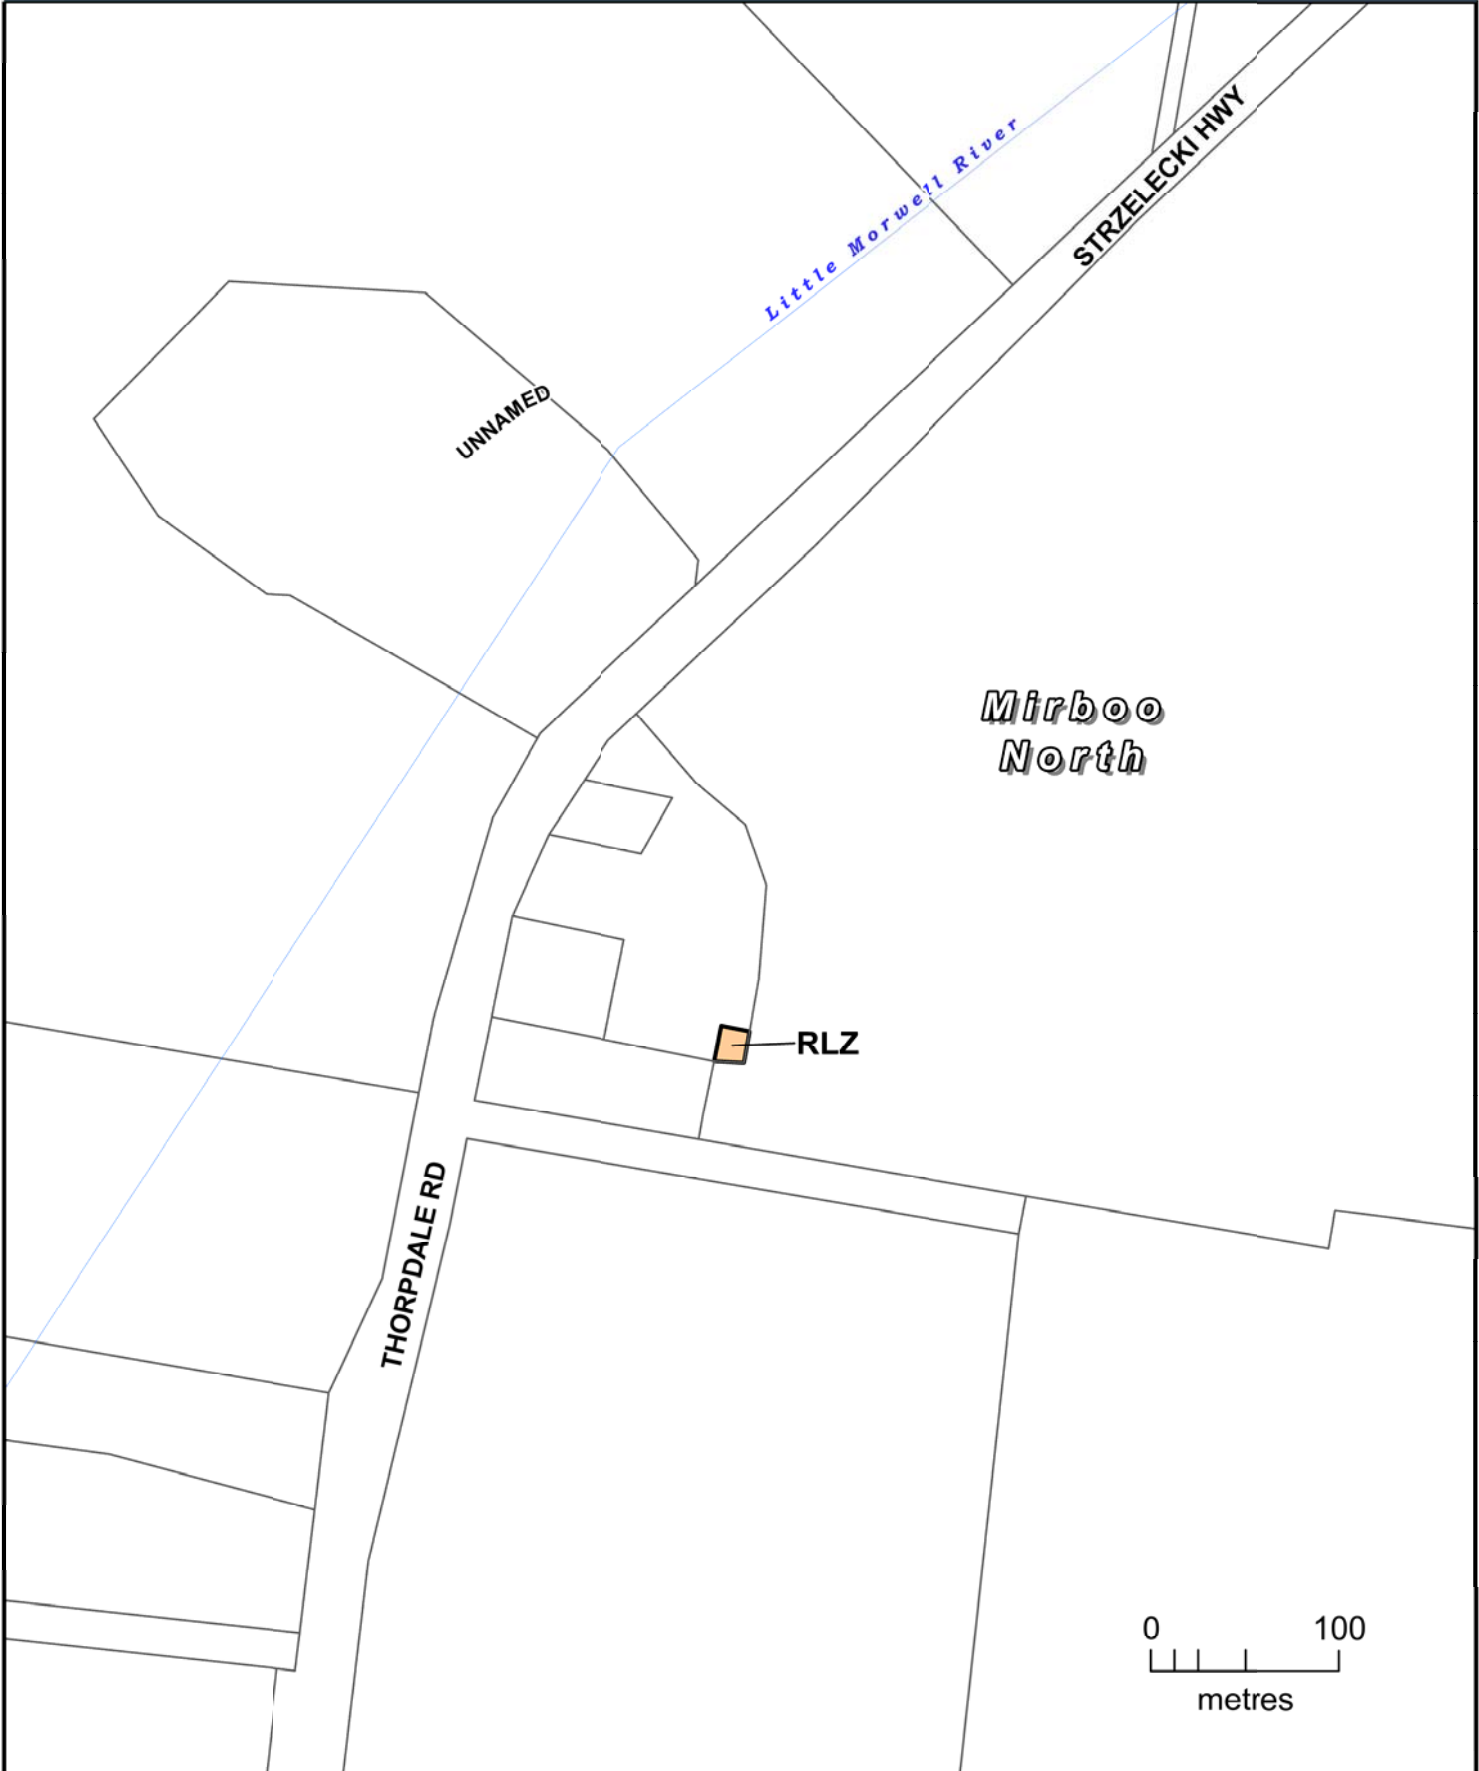 STRZELECKI HWY
Little Morwell River
UNNAMED
Mirboo
North
RLZ
THORPDALE RD
0 100
metres